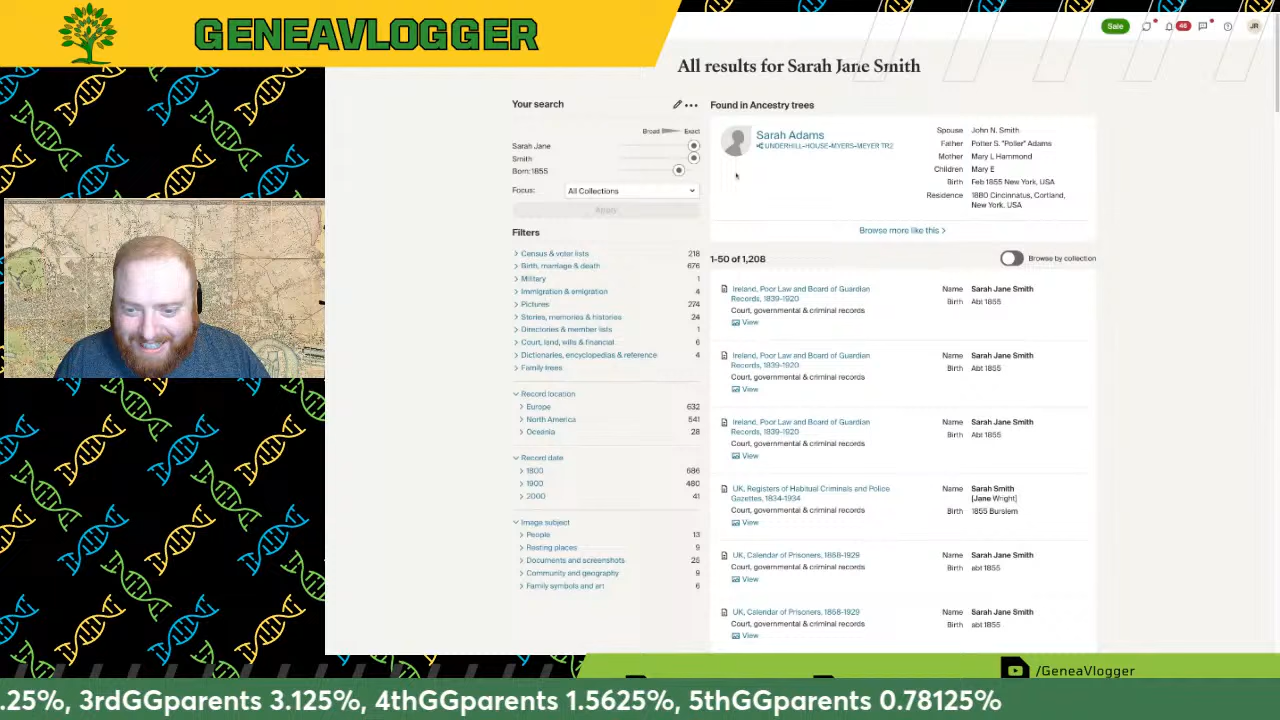 GENEAVLOGGER
Sale
46
JR
All results for Sarah Jane Smith
Your search
Broad
Exact
Sarah Jane
Smith
Born: 1855
Focus:
All Collections
Apply
Filters
Census & voter lists 218
Birth, marriage & death 676
Military 1
Immigration & emigration 4
Pictures 274
Stories, memories & histories 24
Directories & member lists 1
Court, land, wills & financial 6
Dictionaries, encyclopedias & reference 4
Family trees
Record location
Europe 632
North America 541
Oceania 28
Record date
1800 686
1900 480
2000 41
Image subject
People 13
Resting places 9
Documents and screenshots 25
Community and geography 9
Family symbols and art 6
Found in Ancestry trees
Sarah Adams
UNDERHILL-HOUSE-MYERS-MEYER TR2
Spouse John N. Smith
Father Potter S. "Poller" Adams
Mother Mary L Hammond
Children Mary E
Birth Feb 1855 New York, USA
Residence 1880 Cincinnatus, Cortland,
New York, USA
Browse more like this >
1-50 of 1,208
Browse by collection
Ireland, Poor Law and Board of Guardian
Records, 1839-1920
Court, governmental & criminal records
View
Name Sarah Jane Smith
Birth Abt 1855
Ireland, Poor Law and Board of Guardian
Records, 1839-1920
Court, governmental & criminal records
View
Name Sarah Jane Smith
Birth Abt 1855
Ireland, Poor Law and Board of Guardian
Records, 1839-1920
Court, governmental & criminal records
View
Name Sarah Jane Smith
Birth Abt 1855
UK, Registers of Habitual Criminals and Police
Gazettes, 1834-1934
Court, governmental & criminal records
View
Name Sarah Smith
[Jane Wright]
Birth 1855 Burslem
UK, Calendar of Prisoners, 1868-1929
Court, governmental & criminal records
View
Name Sarah Jane Smith
Birth abt 1855
UK, Calendar of Prisoners, 1868-1929
Court, governmental & criminal records
View
Name Sarah Jane Smith
Birth abt 1855
/GeneaVlogger
.25%, 3rdGGparents 3.125%, 4thGGparents 1.5625%, 5thGGparents 0.78125%